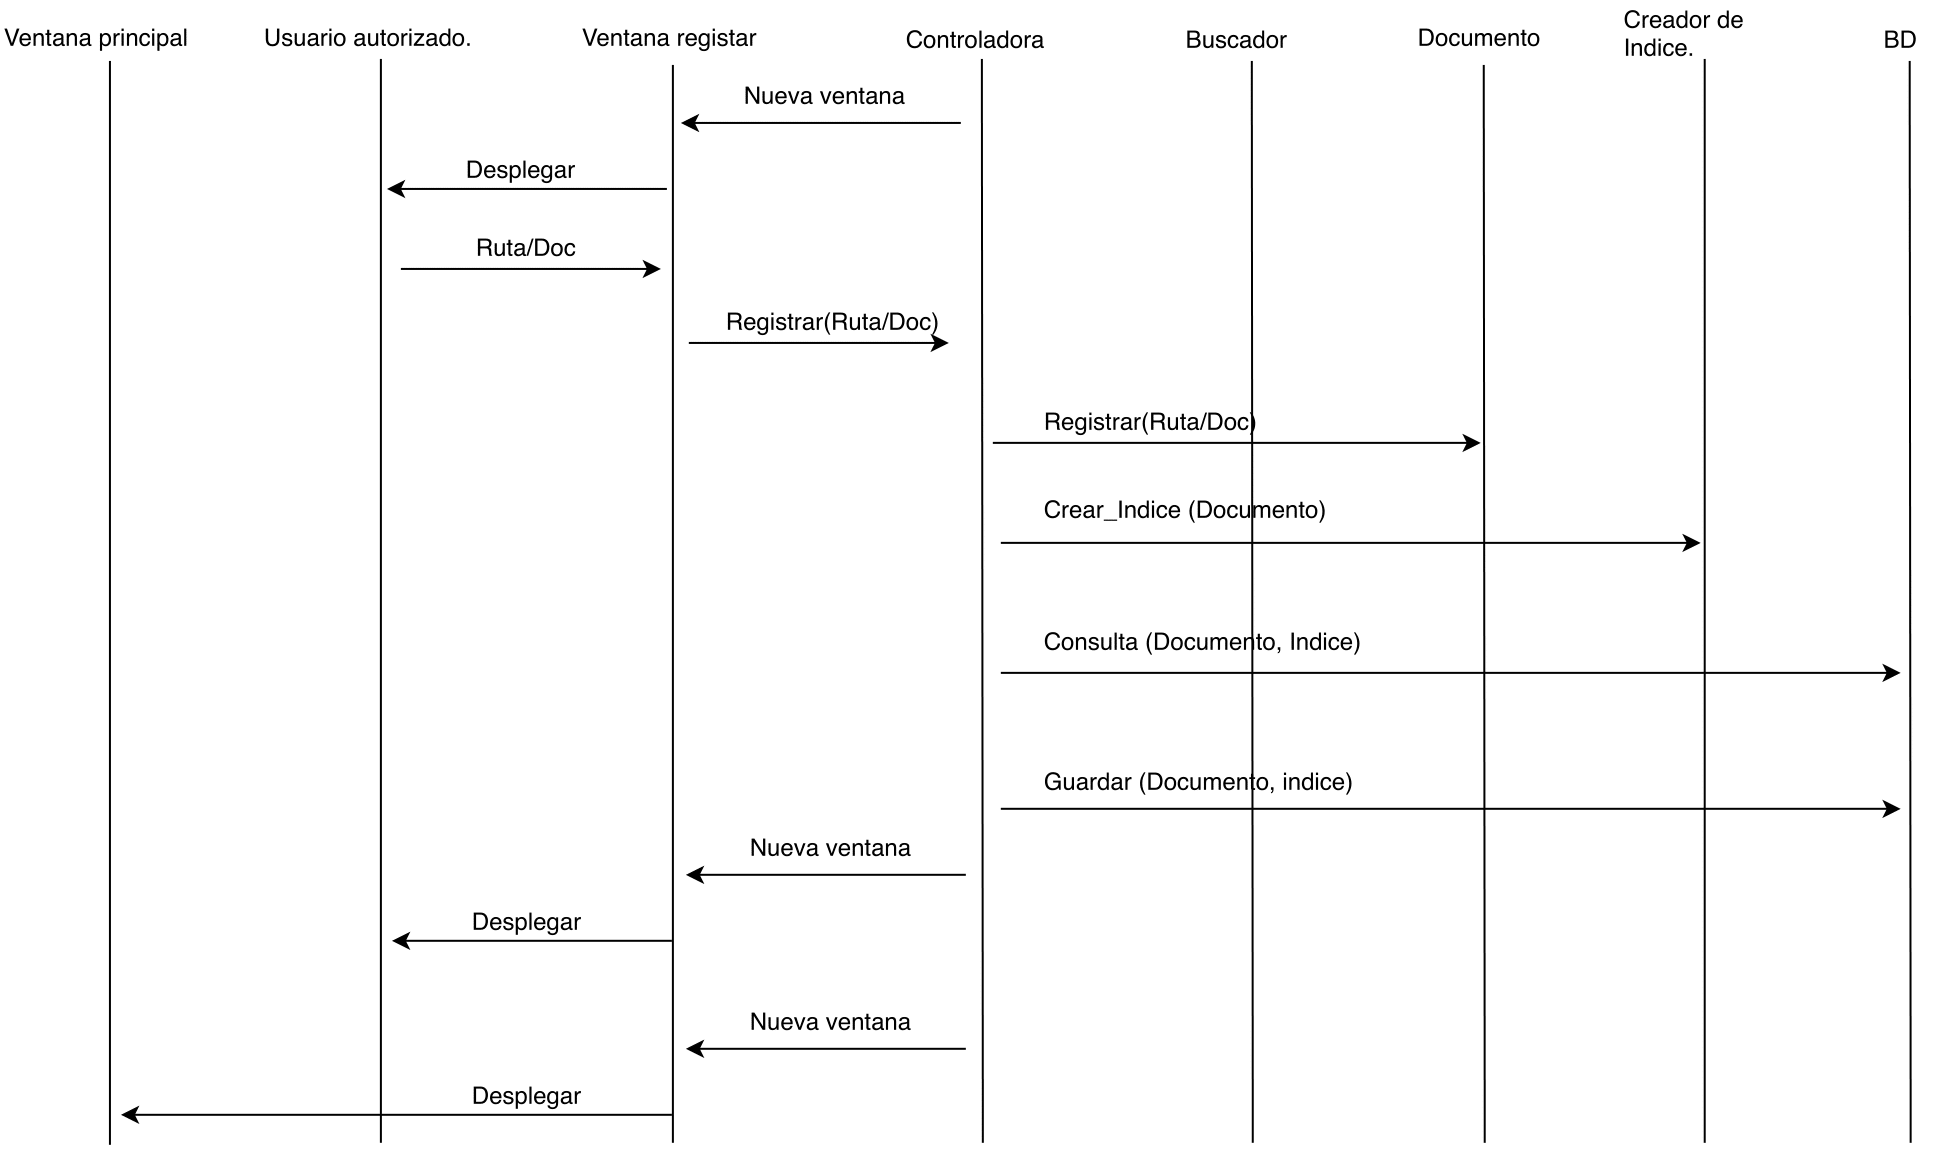 Ventana principal
Usuario autorizado.
Ventana registar
Controladora
Buscador
Documento
Creador de
Indice.
BD
Nueva ventana
Desplegar
Ruta/Doc
Registrar(Ruta/Doc)
Registrar(Ruta/Doc)
Crear_Indice (Documento)
Consulta (Documento, Indice)
Guardar (Documento, indice)
Nueva ventana
Desplegar
Nueva ventana
Desplegar